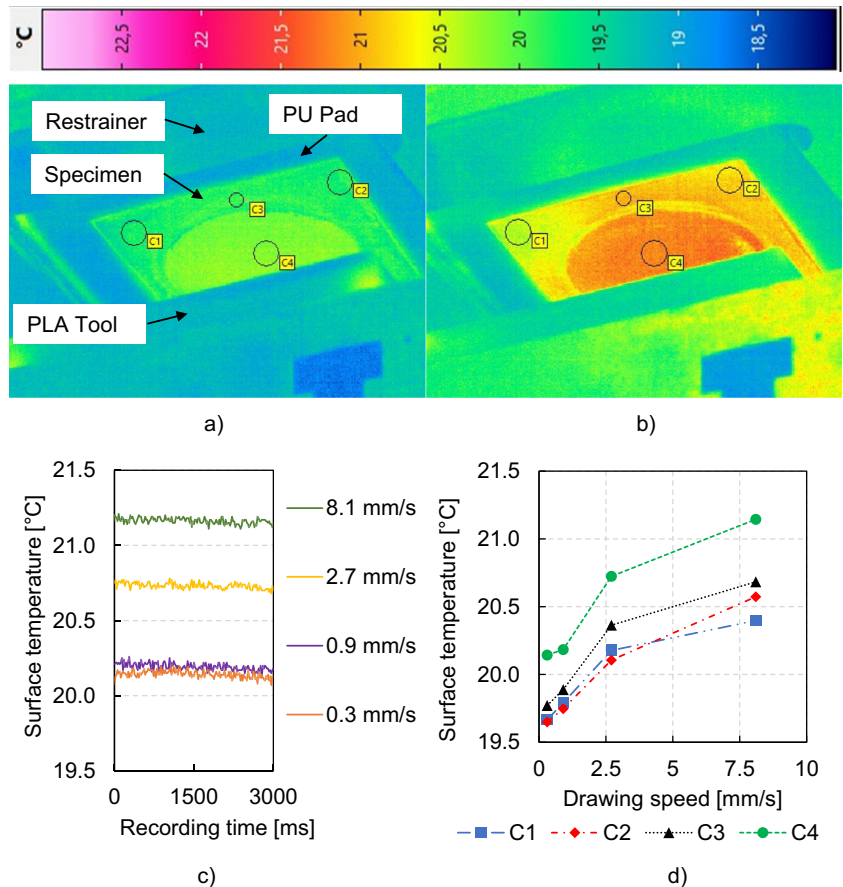 °C
22,5 22 21,5 21 20,5 20 19,5 19 18,5
Restrainer
PU Pad
Specimen
C1
C2
C3
C4
PLA Tool
C1
C2
C3
C4
a)
b)
Surface temperature [°C]
21.5
21.0
20.5
20.0
19.5
0 1500 3000
Recording time [ms]
8.1 mm/s
2.7 mm/s
0.9 mm/s
0.3 mm/s
c)
Surface temperature [°C]
21.5
21.0
20.5
20.0
19.5
0 2.5 5 7.5 10
Drawing speed [mm/s]
C1 C2 C3 C4
d)